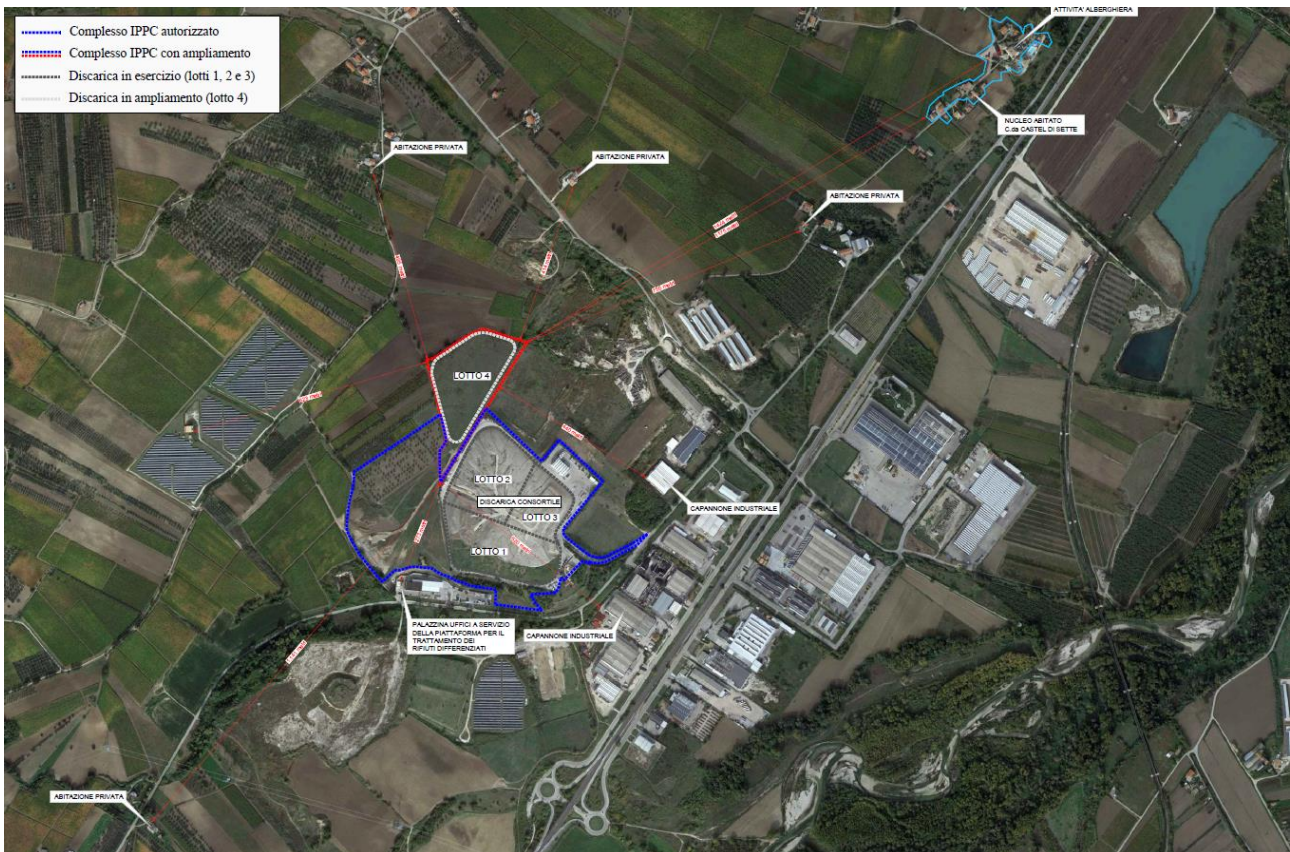 Complesso IPPC autorizzato
Complesso IPPC con ampliamento
Discarica in esercizio (lotti 1, 2 e 3)
Discarica in ampliamento (lotto 4)
ATTIVITA' ALBERGHIERA
NUCLEO ABITATO
C.da CASTEL DI SETTE
ABITAZIONE PRIVATA
ABITAZIONE PRIVATA
ABITAZIONE PRIVATA
LOTTO 4
LOTTO 2
DISCARICA CONSORTILE
LOTTO 3
LOTTO 1
CAPANNONE INDUSTRIALE
PALAZZINA UFFICI A SERVIZIO
DELLA PIATTAFORMA PER IL
TRATTAMENTO DEI
RIFIUTI DIFFERENZIATI
CAPANNONE INDUSTRIALE
ABITAZIONE PRIVATA